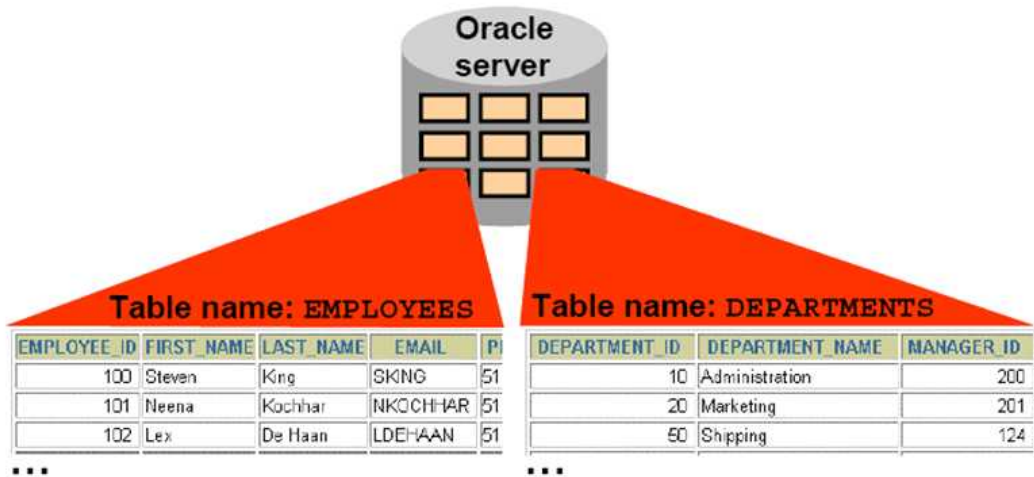 Oracle
server
Table name: EMPLOYEES
EMPLOYEE_ID FIRST_NAME LAST_NAME EMAIL
100 Steven King SKING 51
101 Neena Kochhar NKOCHHAR 51
102 Lex De Haan LDEHAAN 51
...
Table name: DEPARTMENTS
DEPARTMENT_ID DEPARTMENT_NAME MANAGER_ID
10 Administration 200
20 Marketing 201
50 Shipping 124
...